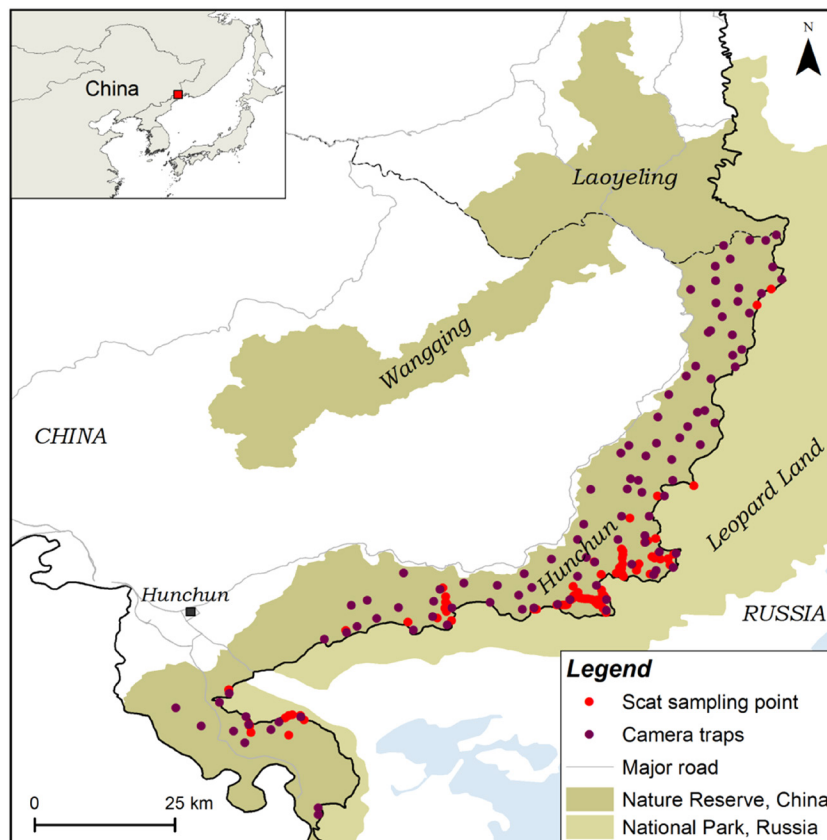 N
China
Laoyeling
Wangqing
CHINA
Leopard Land
Hunchun
Hunchun
RUSSIA
Legend
Scat sampling point
Camera traps
Major road
Nature Reserve, China
National Park, Russia
0 25 km